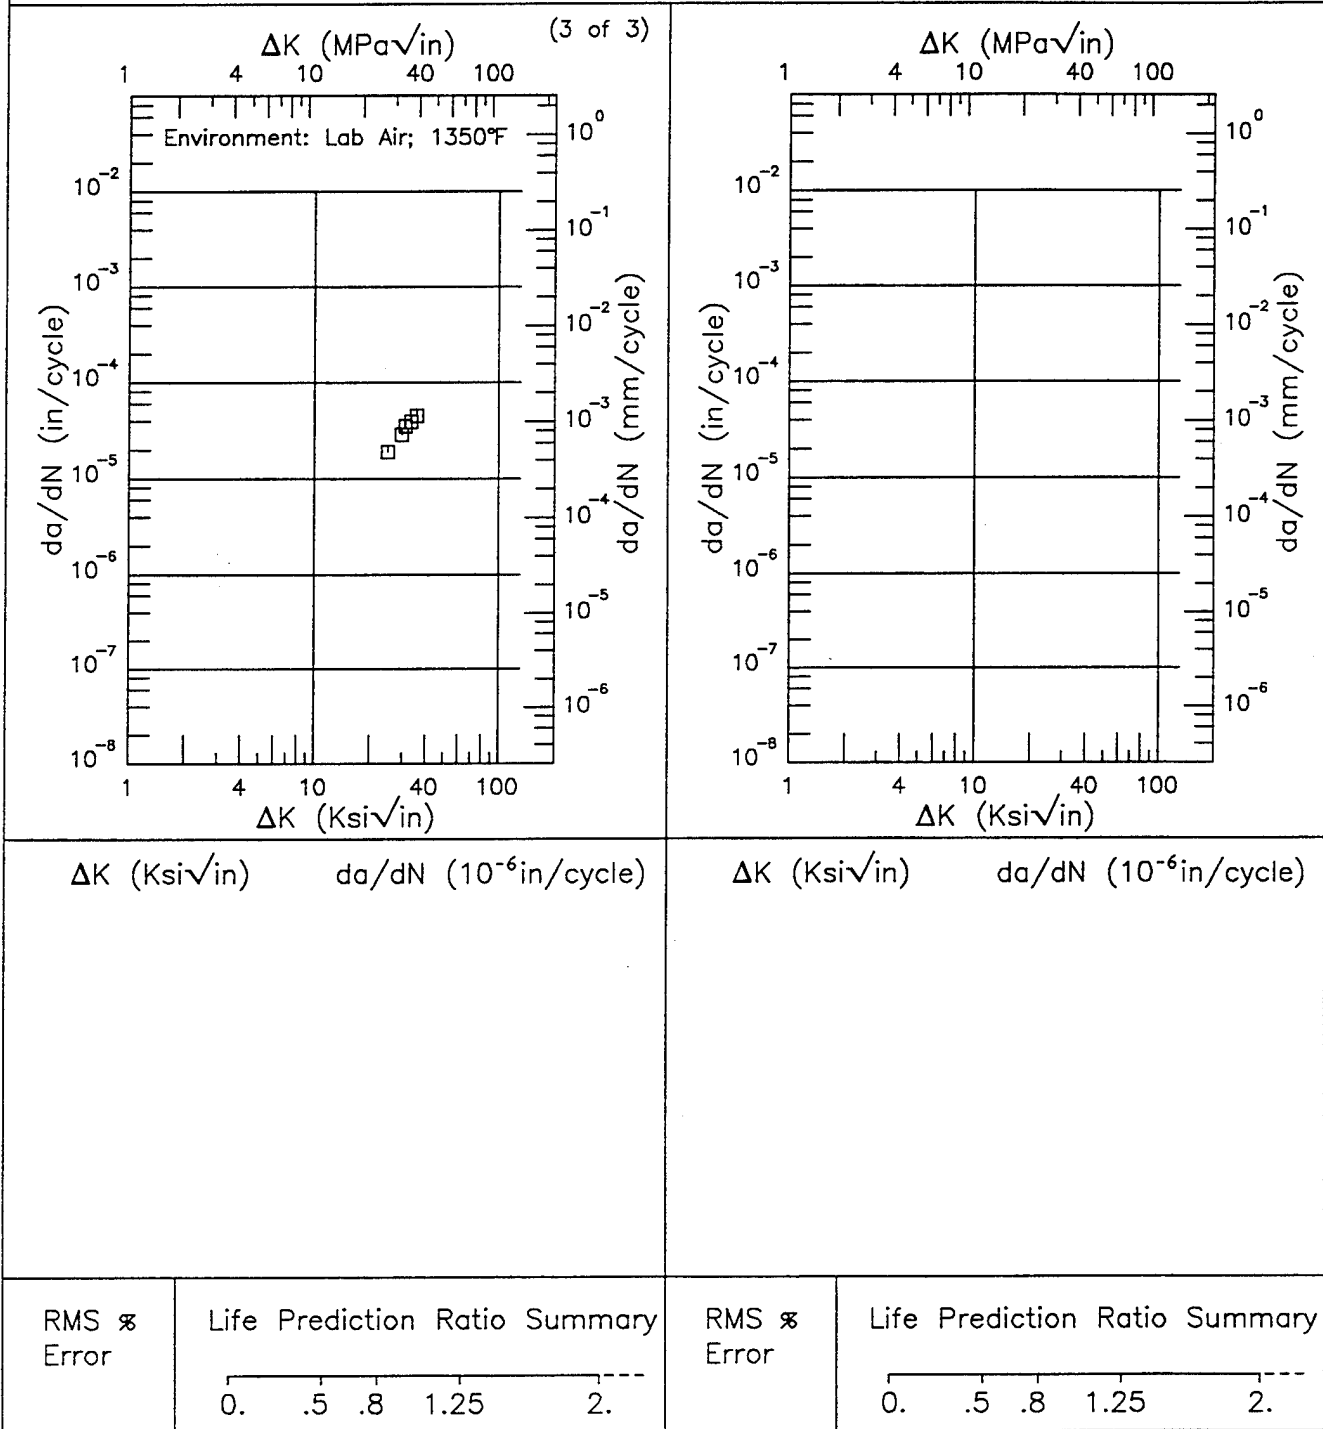 (3 of 3)
ΔK (MPa√in)
1 4 10 40 100
Environment: Lab Air; 1350°F
10⁻²
10⁻³
10⁻⁴
10⁻⁵
10⁻⁶
10⁻⁷
10⁻⁸
da/dN (in/cycle)
10⁰
10⁻¹
10⁻²
10⁻³
10⁻⁴
10⁻⁵
10⁻⁶
da/dN (mm/cycle)
1 4 10 40 100
ΔK (Ksi√in)
ΔK (MPa√in)
1 4 10 40 100
10⁻²
10⁻³
10⁻⁴
10⁻⁵
10⁻⁶
10⁻⁷
10⁻⁸
da/dN (in/cycle)
10⁰
10⁻¹
10⁻²
10⁻³
10⁻⁴
10⁻⁵
10⁻⁶
da/dN (mm/cycle)
1 4 10 40 100
ΔK (Ksi√in)
ΔK (Ksi√in) da/dN (10⁻⁶in/cycle)
ΔK (Ksi√in) da/dN (10⁻⁶in/cycle)
RMS %
Error
Life Prediction Ratio Summary
0. .5 .8 1.25 2.
RMS %
Error
Life Prediction Ratio Summary
0. .5 .8 1.25 2.